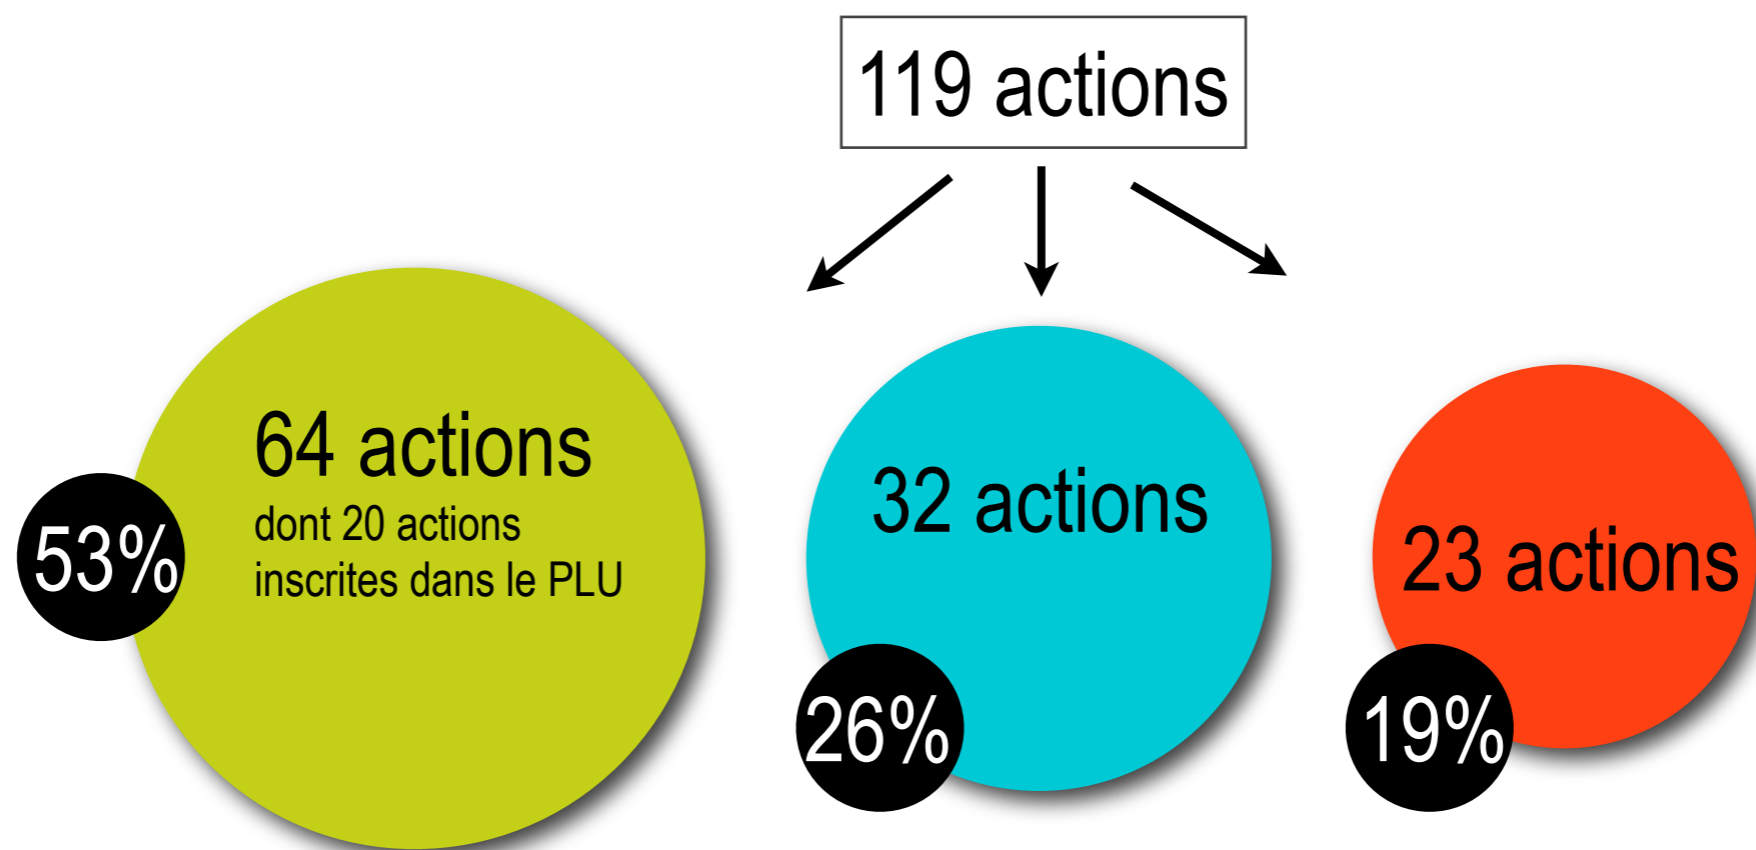 119 actions
64 actions
dont 20 actions
inscrites dans le PLU
53%
32 actions
26%
23 actions
19%